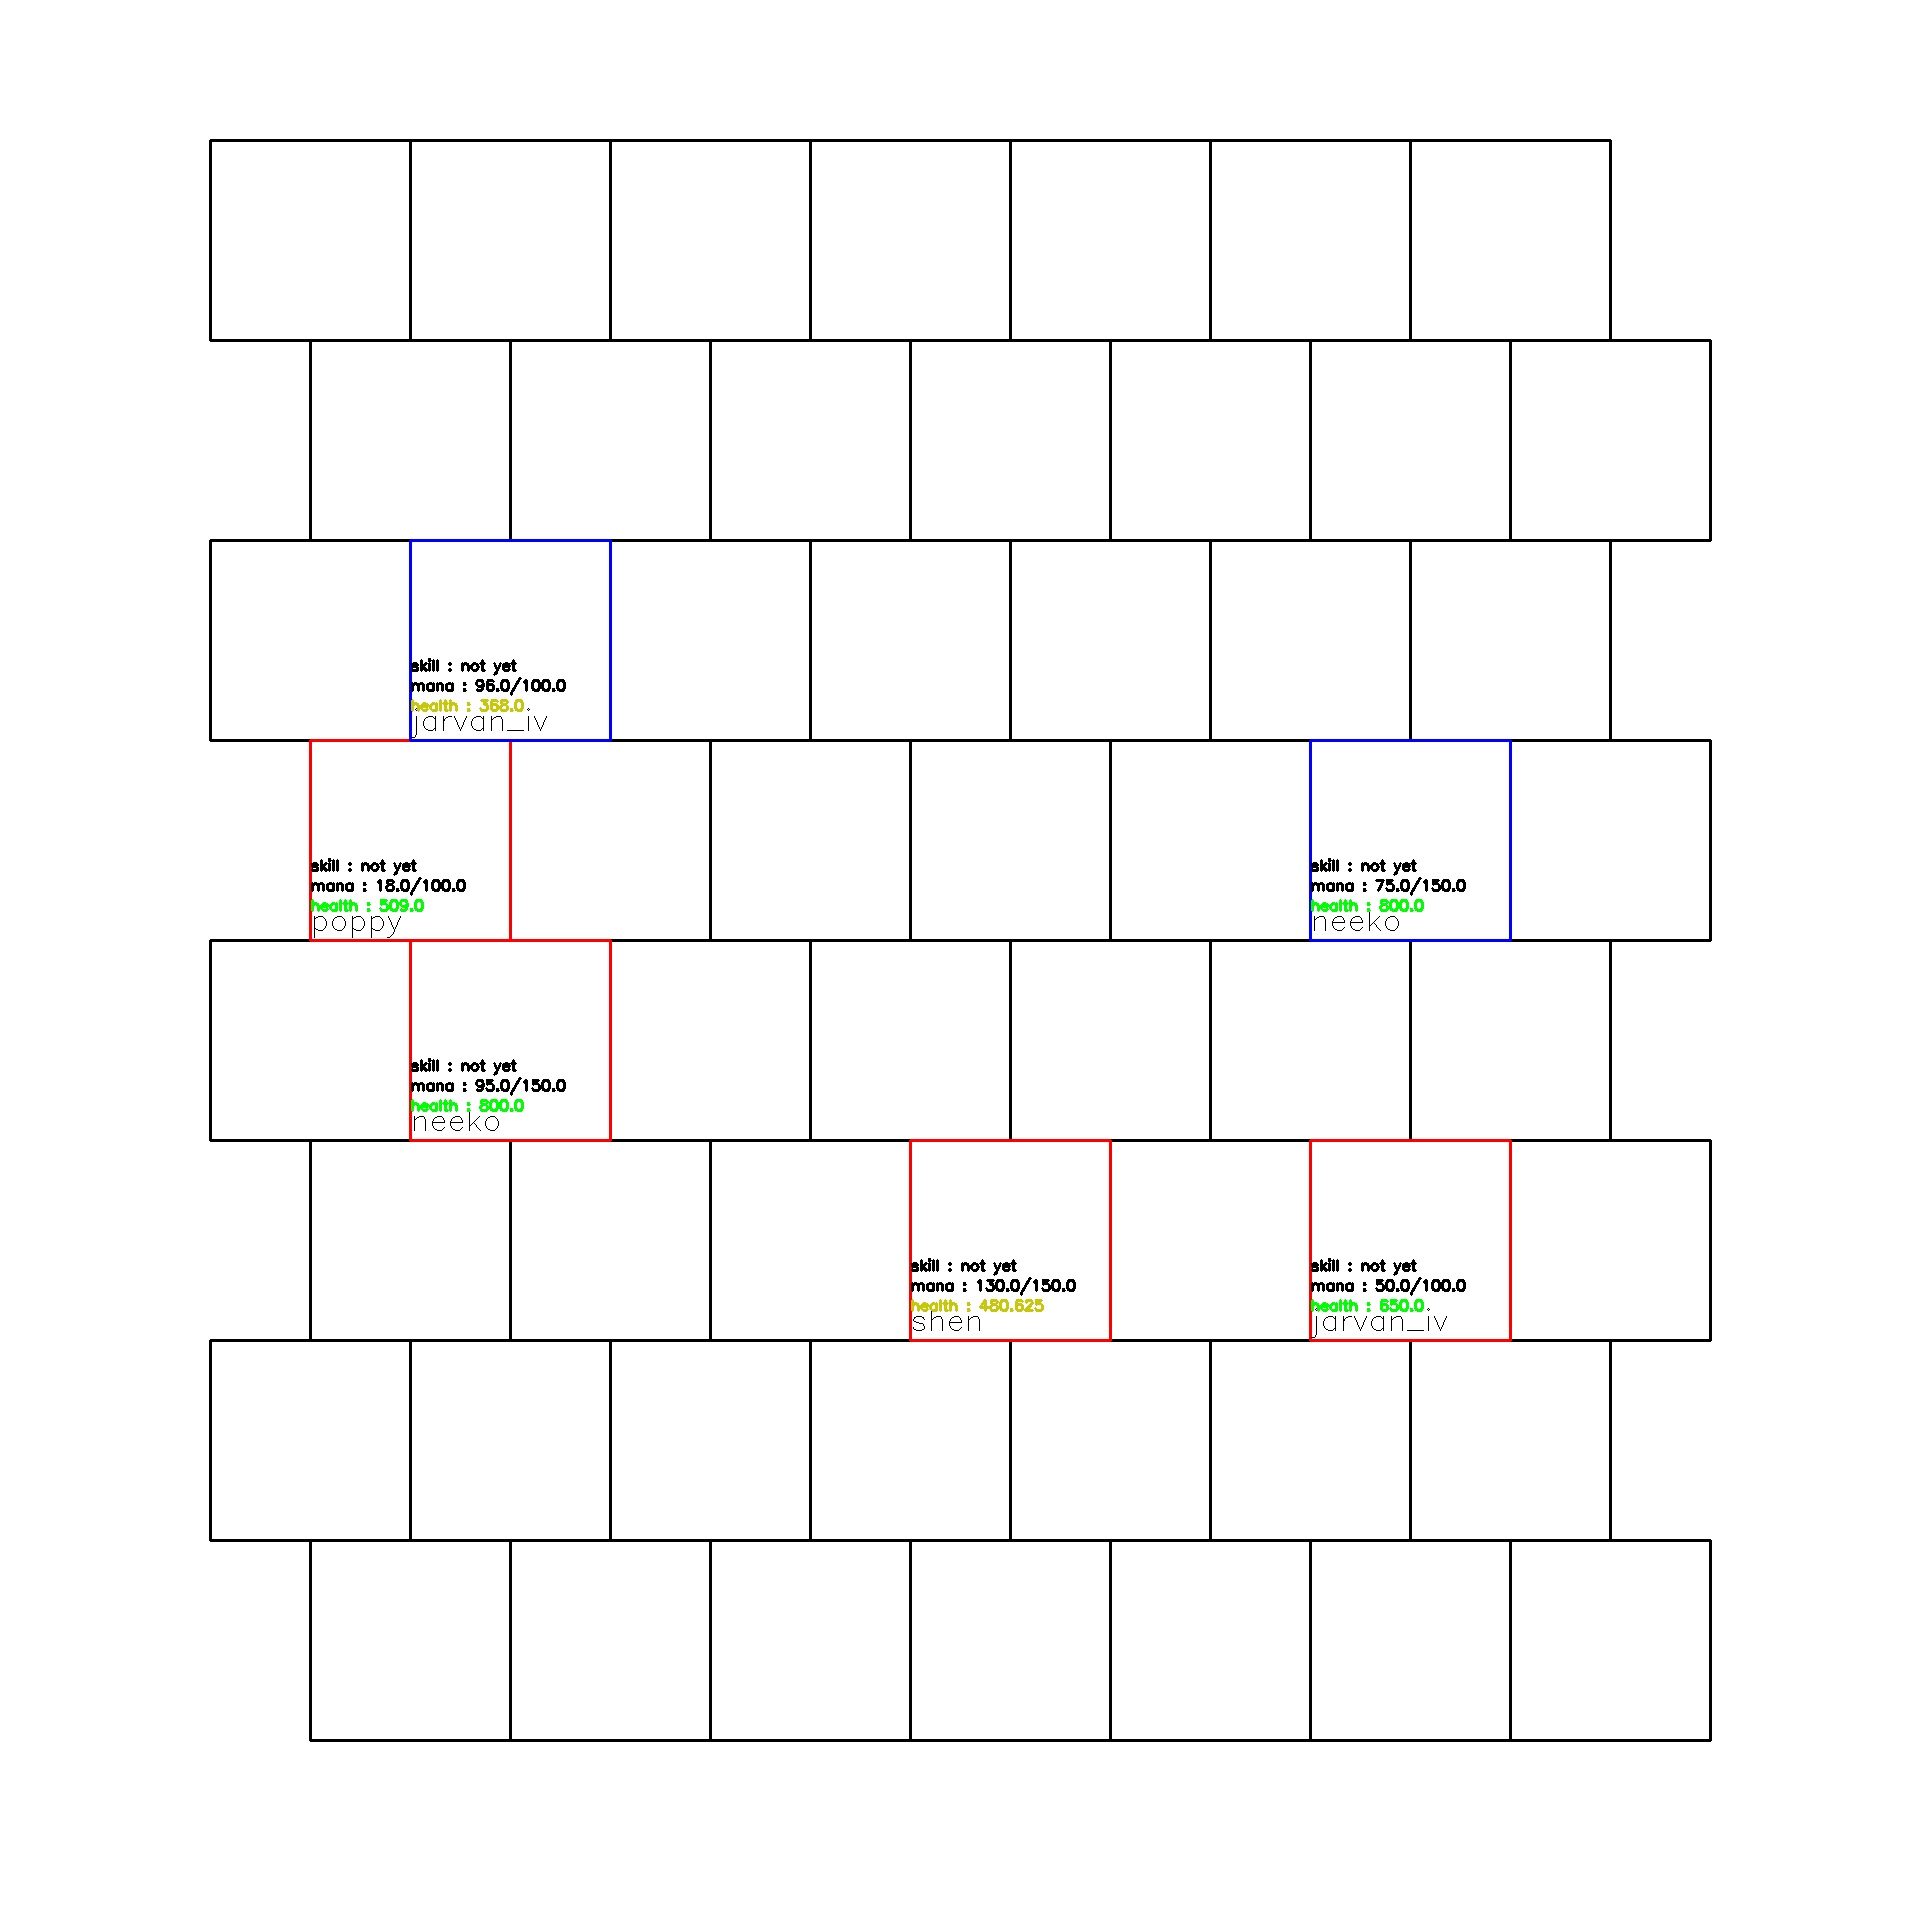 skill : not yet
mana : 96.0/100.0
health : 368.0
jarvan_iv
skill : not yet
mana : 18.0/100.0
health : 509.0
poppy
skill : not yet
mana : 75.0/150.0
health : 800.0
neeko
skill : not yet
mana : 95.0/150.0
health : 800.0
neeko
skill : not yet
mana : 130.0/150.0
health : 480.625
shen
skill : not yet
mana : 50.0/100.0
health : 650.0
jarvan_iv